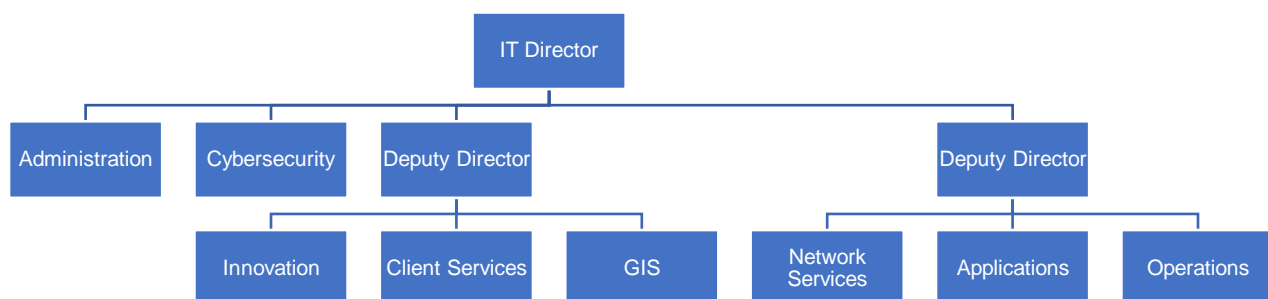 IT Director
Administration
Cybersecurity
Deputy Director
Deputy Director
Innovation
Client Services
GIS
Network
Services
Applications
Operations